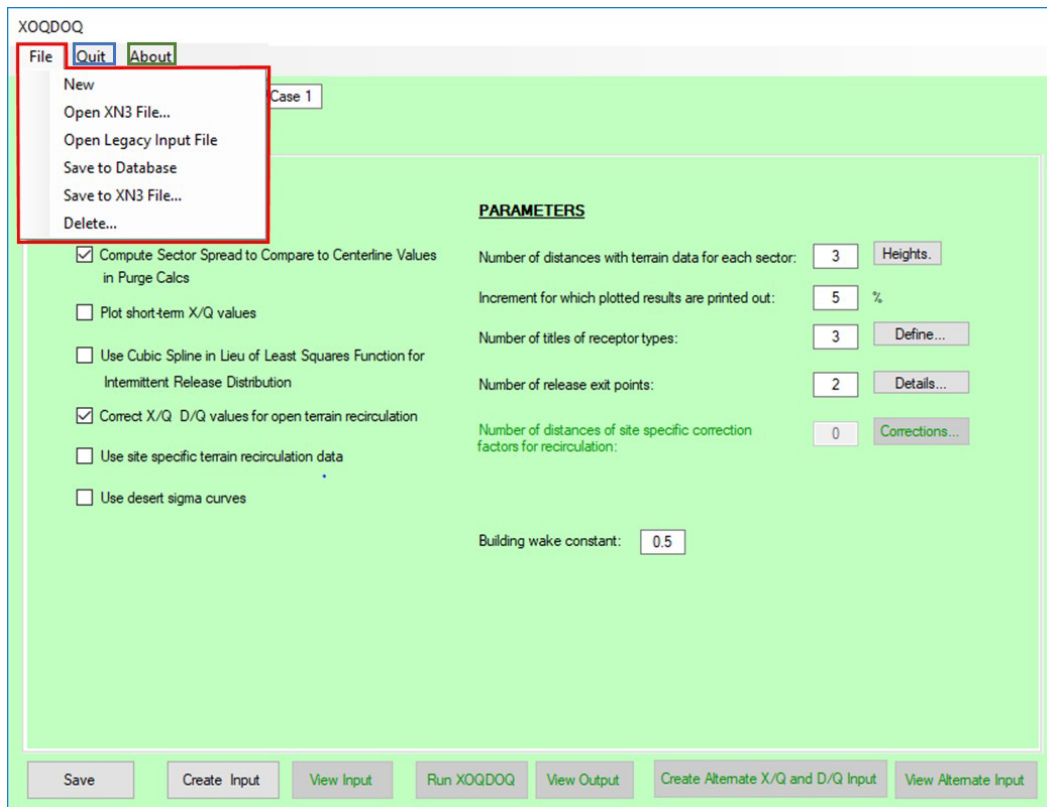 XOQDOQ
File Quit About
New
Open XN3 File...
Open Legacy Input File
Save to Database
Save to XN3 File...
Delete...
Case 1
Compute Sector Spread to Compare to Centerline Values
in Purge Calcs
Plot short-term X/Q values
Use Cubic Spline in Lieu of Least Squares Function for
Intermittent Release Distribution
Correct X/Q D/Q values for open terrain recirculation
Use site specific terrain recirculation data
Use desert sigma curves
PARAMETERS
Number of distances with terrain data for each sector: 3 Heights.
Increment for which plotted results are printed out: 5 %
Number of titles of receptor types: 3 Define...
Number of release exit points: 2 Details...
Number of distances of site specific correction
factors for recirculation: 0 Corrections...
Building wake constant: 0.5
Save Create Input View Input Run XOQDOQ View Output Create Alternate X/Q and D/Q Input View Alternate Input